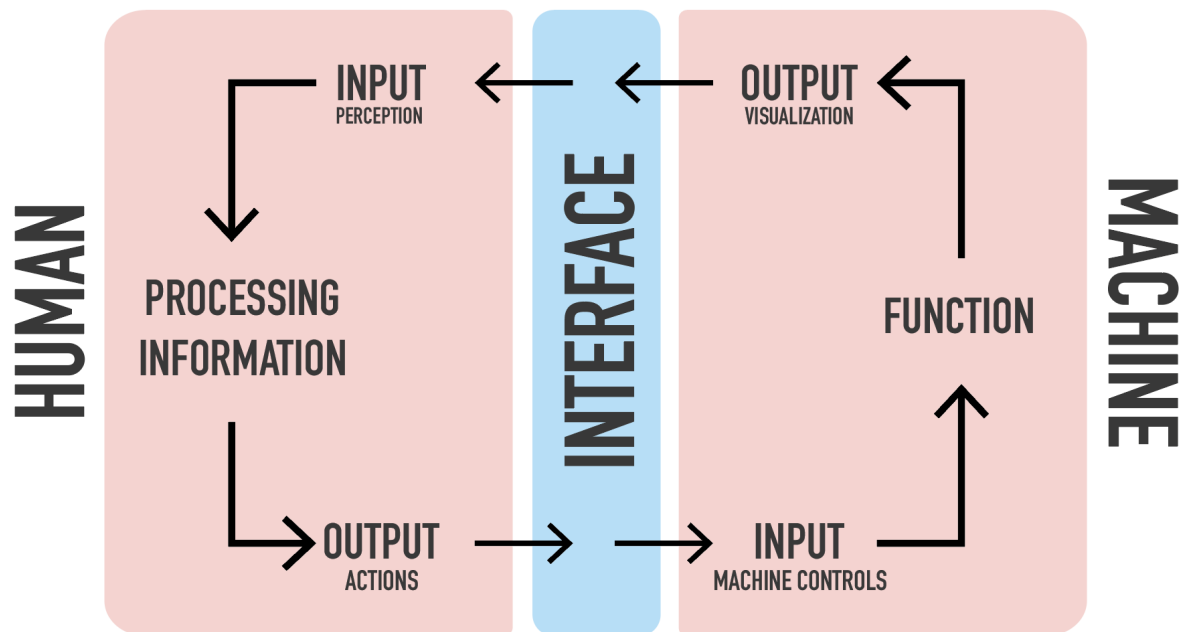 HUMAN
INPUT
PERCEPTION
PROCESSING
INFORMATION
OUTPUT
ACTIONS
INTERFACE
OUTPUT
VISUALIZATION
FUNCTION
INPUT
MACHINE CONTROLS
MACHINE